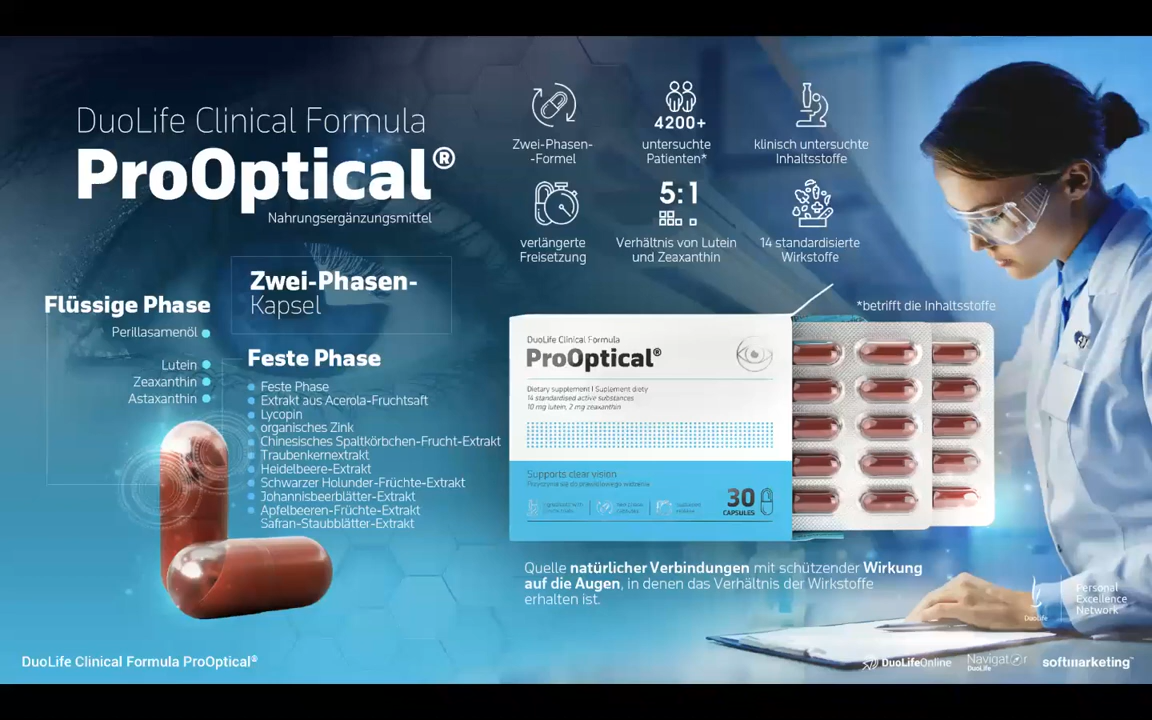 DuoLife Clinical Formula
ProOptical®
Nahrungsergänzungsmittel
Zwei-Phasen-
-Formel
4200+
untersuchte
Patienten*
klinisch untersuchte
Inhaltsstoffe
verlängerte
Freisetzung
5:1
Verhältnis von Lutein
und Zeaxanthin
14 standardisierte
Wirkstoffe
*betrifft die Inhaltsstoffe
Zwei-Phasen-
Kapsel
Flüssige Phase
Perillasamenöl
Lutein
Zeaxanthin
Astaxanthin
Feste Phase
Feste Phase
Extrakt aus Acerola-Fruchtsaft
Lycopin
organisches Zink
Chinesisches Spaltkörbchen-Frucht-Extrakt
Traubenkernextrakt
Heidelbeere-Extrakt
Schwarzer Holunder-Früchte-Extrakt
Johannisbeerblätter-Extrakt
Apfelbeeren-Früchte-Extrakt
Safran-Staubblätter-Extrakt
DuoLife Clinical Formula
ProOptical®
Dietary supplement | Suplement diety
14 standardised active substances
10 mg lutein, 2 mg zeaxanthin
Supports clear vision
30
CAPSULES
Quelle natürlicher Verbindungen mit schützender Wirkung
auf die Augen, in denen das Verhältnis der Wirkstoffe
erhalten ist.
DuoLife
Personal
Excellence
Network
DuoLife Clinical Formula ProOptical®
DuoLifeOnline
Navigator
DuoLife
softmarketing™